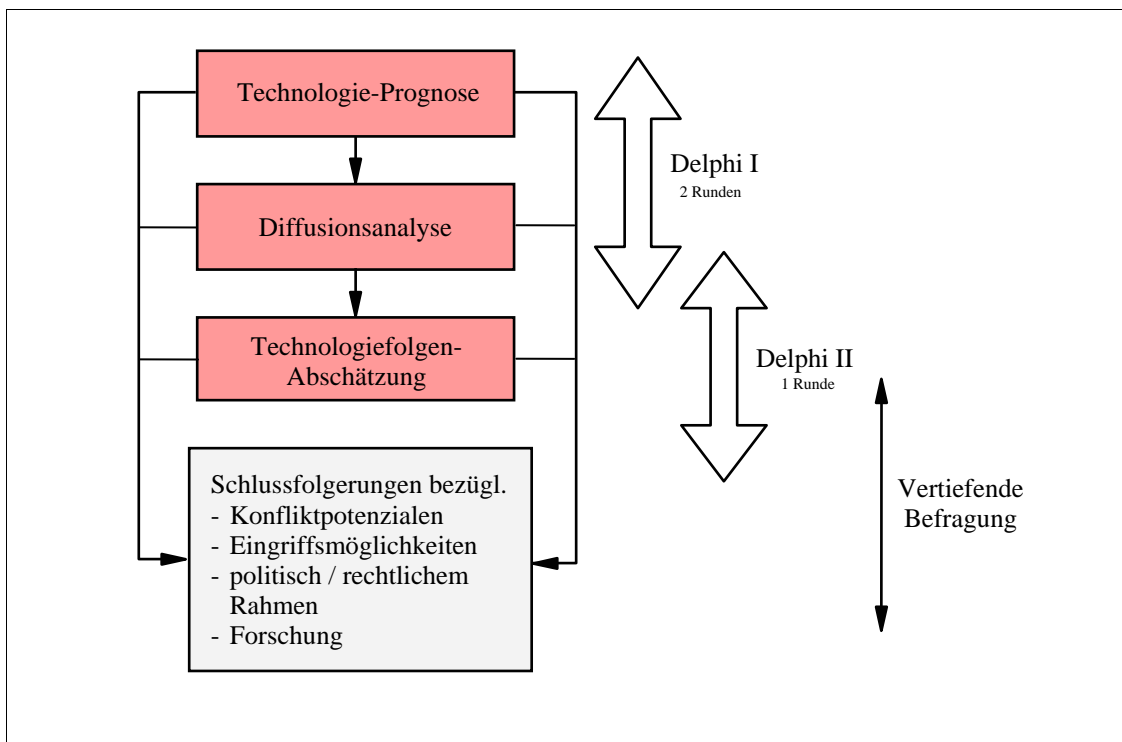 Technologie-Prognose
Delphi I
2 Runden
Diffusionsanalyse
Technologiefolgen-
Abschätzung
Delphi II
1 Runde
Schlussfolgerungen bezügl.
- Konfliktpotenzialen
- Eingriffsmöglichkeiten
- politisch / rechtlichem
Rahmen
- Forschung
Vertiefende
Befragung